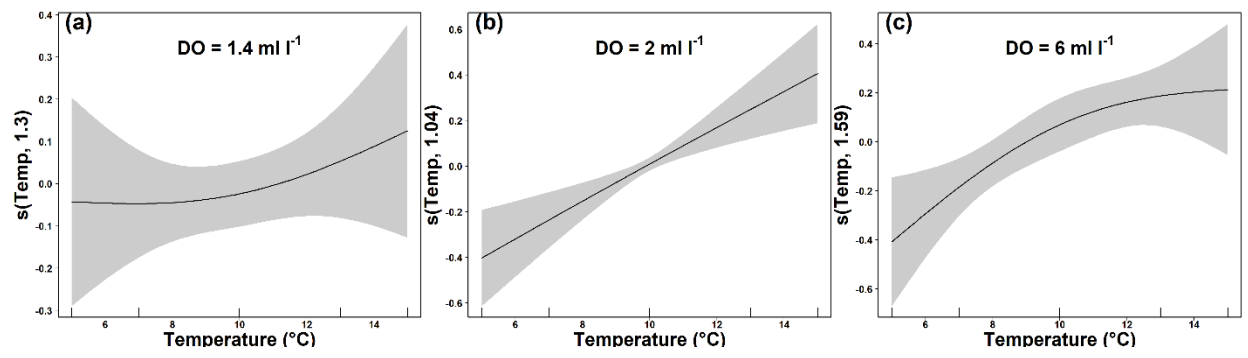 (a)
DO = 1.4 ml l⁻¹
s(Temp, 1.3)
0.4
0.3
0.2
0.1
0.0
-0.1
-0.2
-0.3
6 8 10 12 14
Temperature (°C)
(b)
DO = 2 ml l⁻¹
s(Temp, 1.04)
0.6
0.4
0.2
0.0
-0.2
-0.4
-0.6
6 8 10 12 14
Temperature (°C)
(c)
DO = 6 ml l⁻¹
s(Temp, 1.59)
0.4
0.2
0.0
-0.2
-0.4
-0.6
6 8 10 12 14
Temperature (°C)